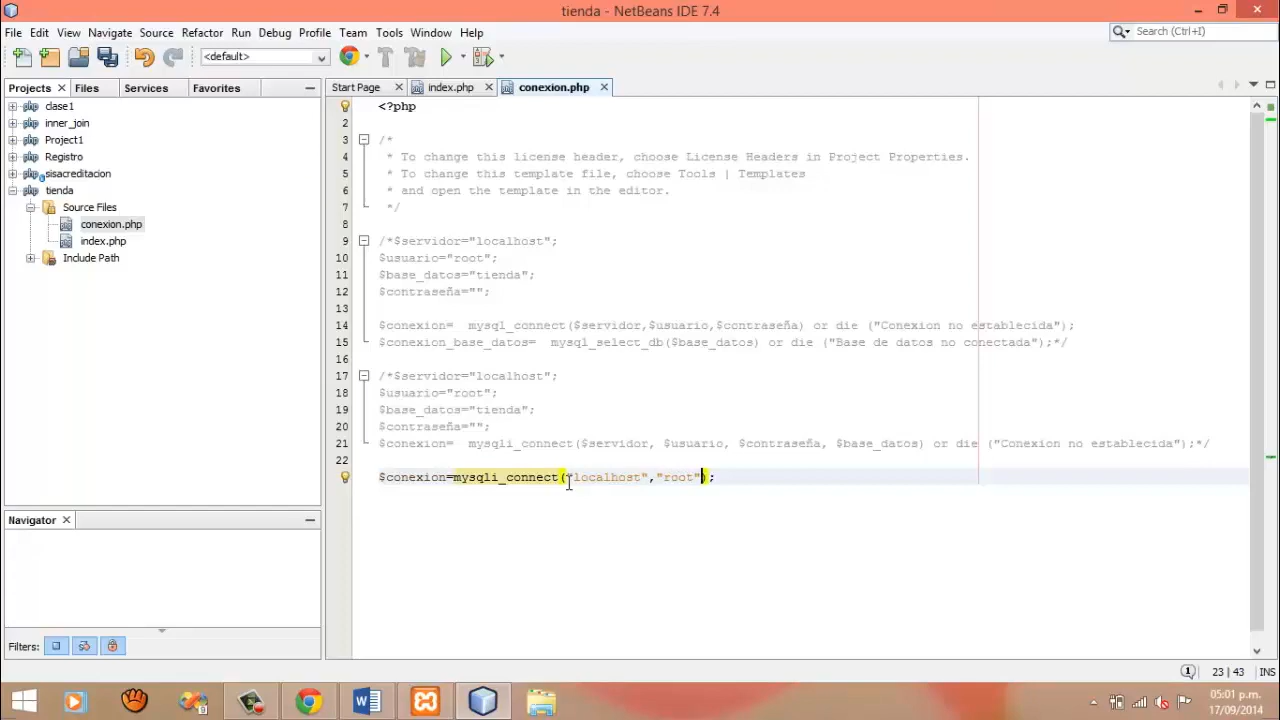 tienda - NetBeans IDE 7.4
File Edit View Navigate Source Refactor Run Debug Profile Team Tools Window Help
Search (Ctrl+I)
<default>
Projects Files Services Favorites
Start Page index.php conexion.php
clase1
inner_join
Project1
Registro
sisacreditacion
tienda
Source Files
conexion.php
index.php
Include Path
<?php
2
3 /*
4 * To change this license header, choose License Headers in Project Properties.
5 * To change this template file, choose Tools | Templates
6 * and open the template in the editor.
7 */
8
9 /*$servidor="localhost";
10 $usuario="root";
11 $base_datos="tienda";
12 $contraseña="";
13
14 $conexion= mysql_connect($servidor,$usuario,$contraseña) or die ("Conexion no establecida");
15 $conexion_base_datos= mysql_select_db($base_datos) or die ("Base de datos no conectada");*/
16
17 /*$servidor="localhost";
18 $usuario="root";
19 $base_datos="tienda";
20 $contraseña="";
21 $conexion= mysqli_connect($servidor, $usuario, $contraseña, $base_datos) or die ("Conexion no establecida");*/
22
$conexion=mysqli_connect("localhost","root");
Navigator
Filters:
1 23 | 43 INS
05:01 p.m.
17/09/2014